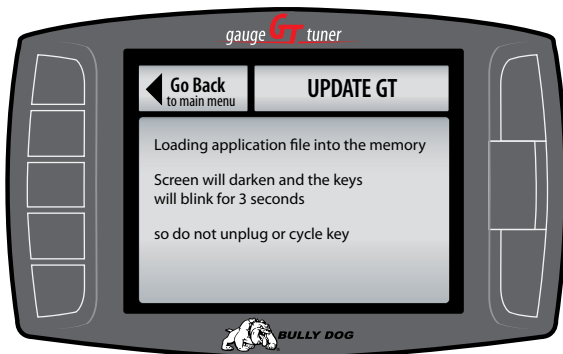 gauge GT tuner
Go Back
to main menu
UPDATE GT
Loading application file into the memory
Screen will darken and the keys
will blink for 3 seconds
so do not unplug or cycle key
BULLY DOG